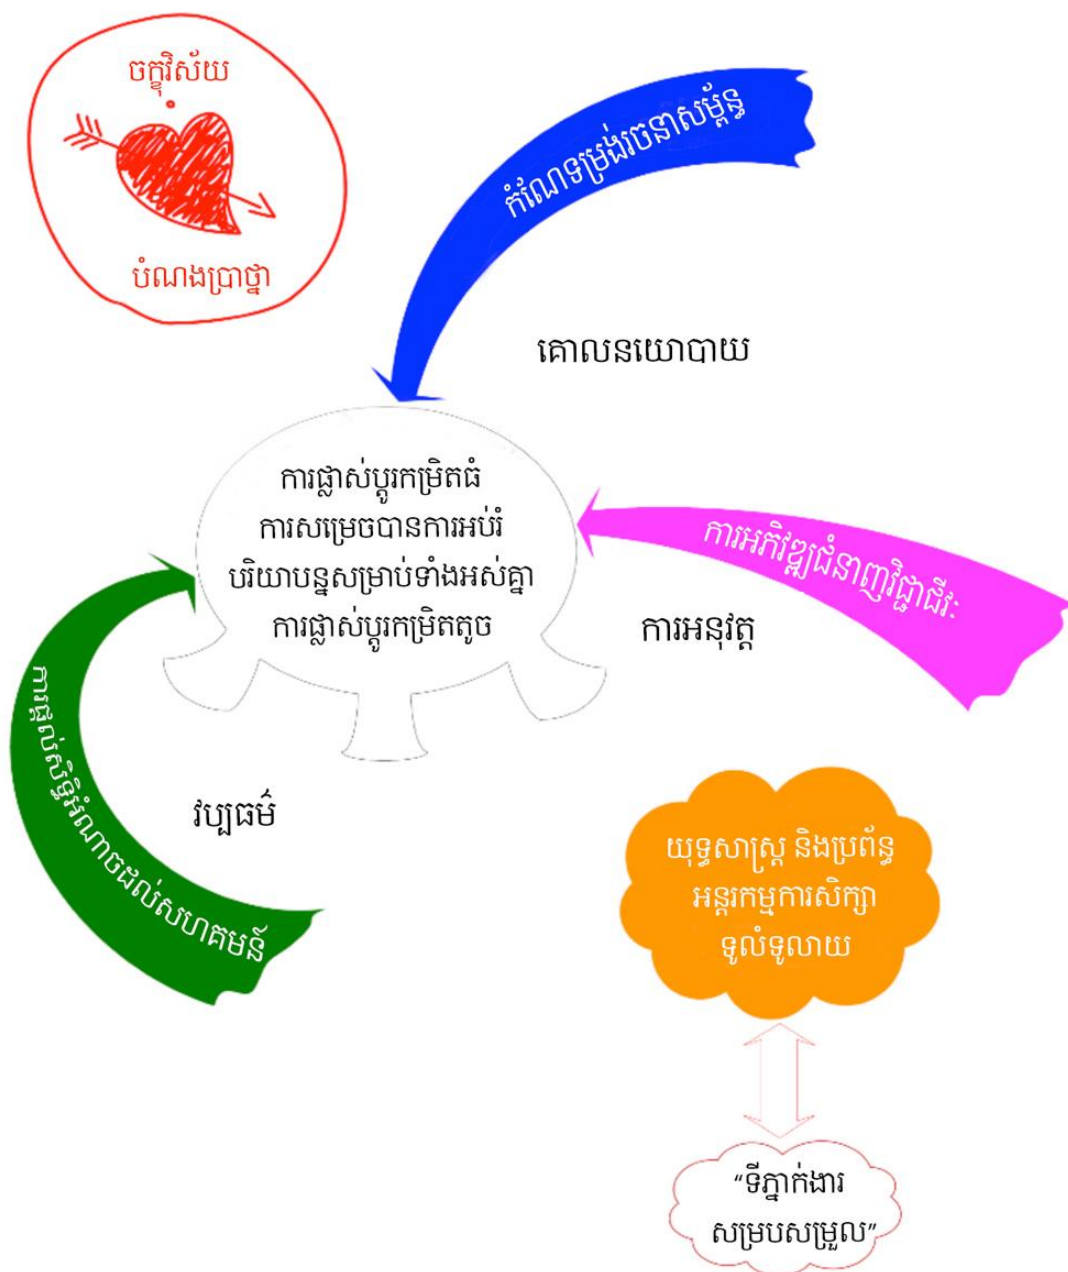 ចក្ខុវិស័យ
បំណងប្រាថ្នា
កំណែទម្រង់រចនាសម្ព័ន្ធ
គោលនយោបាយ
ការផ្លាស់ប្តូរកម្រិតធំ
ការសម្រេចបានការអប់រំ
បរិយាបន្នសម្រាប់ទាំងអស់គ្នា
ការផ្លាស់ប្តូរកម្រិតតូច
ការអភិវឌ្ឍជំនាញវិជ្ជាជីវៈ
ការអនុវត្ត
ការផ្តល់សិទ្ធិអំណាចដល់សហគមន៍
វប្បធម៌
យុទ្ធសាស្ត្រ និងប្រព័ន្ធ
អន្តរកម្មការសិក្សា
ទូលំទូលាយ
“ទីភ្នាក់ងារ
សម្របសម្រួល”